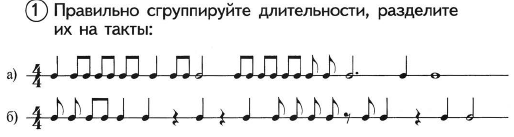 1 Правильно сгруппируйте длительности, разделите
их на такты:
а) 4/4
б) 4/4